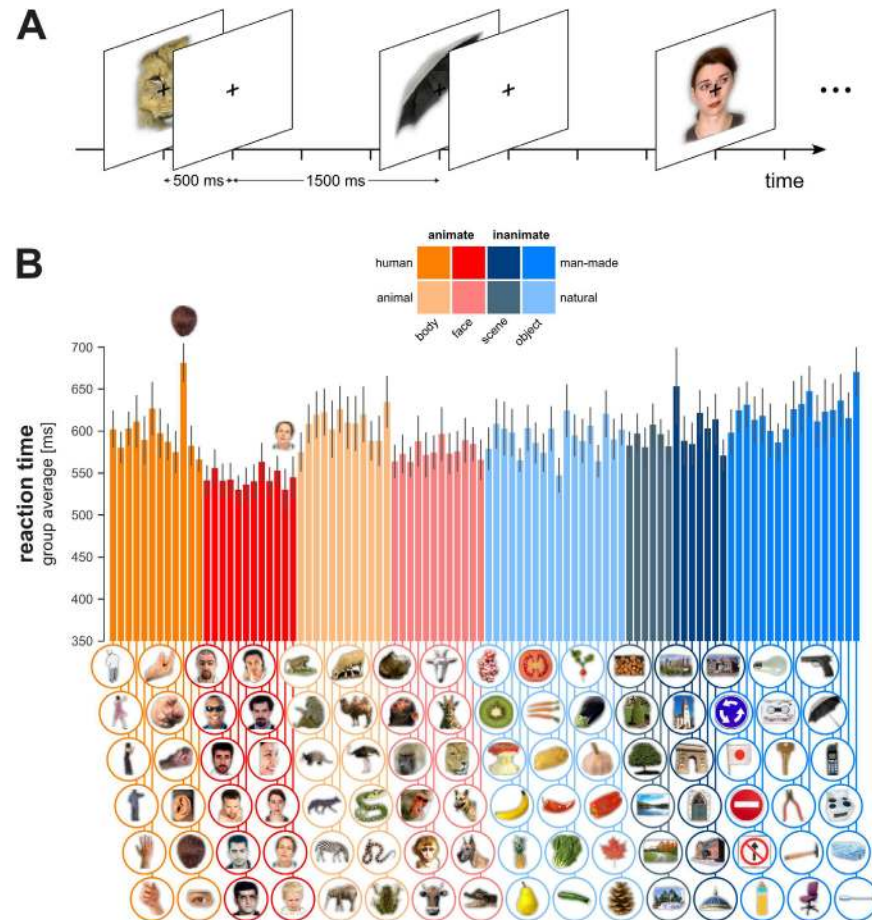 A
500 ms
1500 ms
time
B
animate inanimate
human man-made
animal natural
body face scene object
700
650
600
550
500
450
400
350
reaction time
group average [ms]